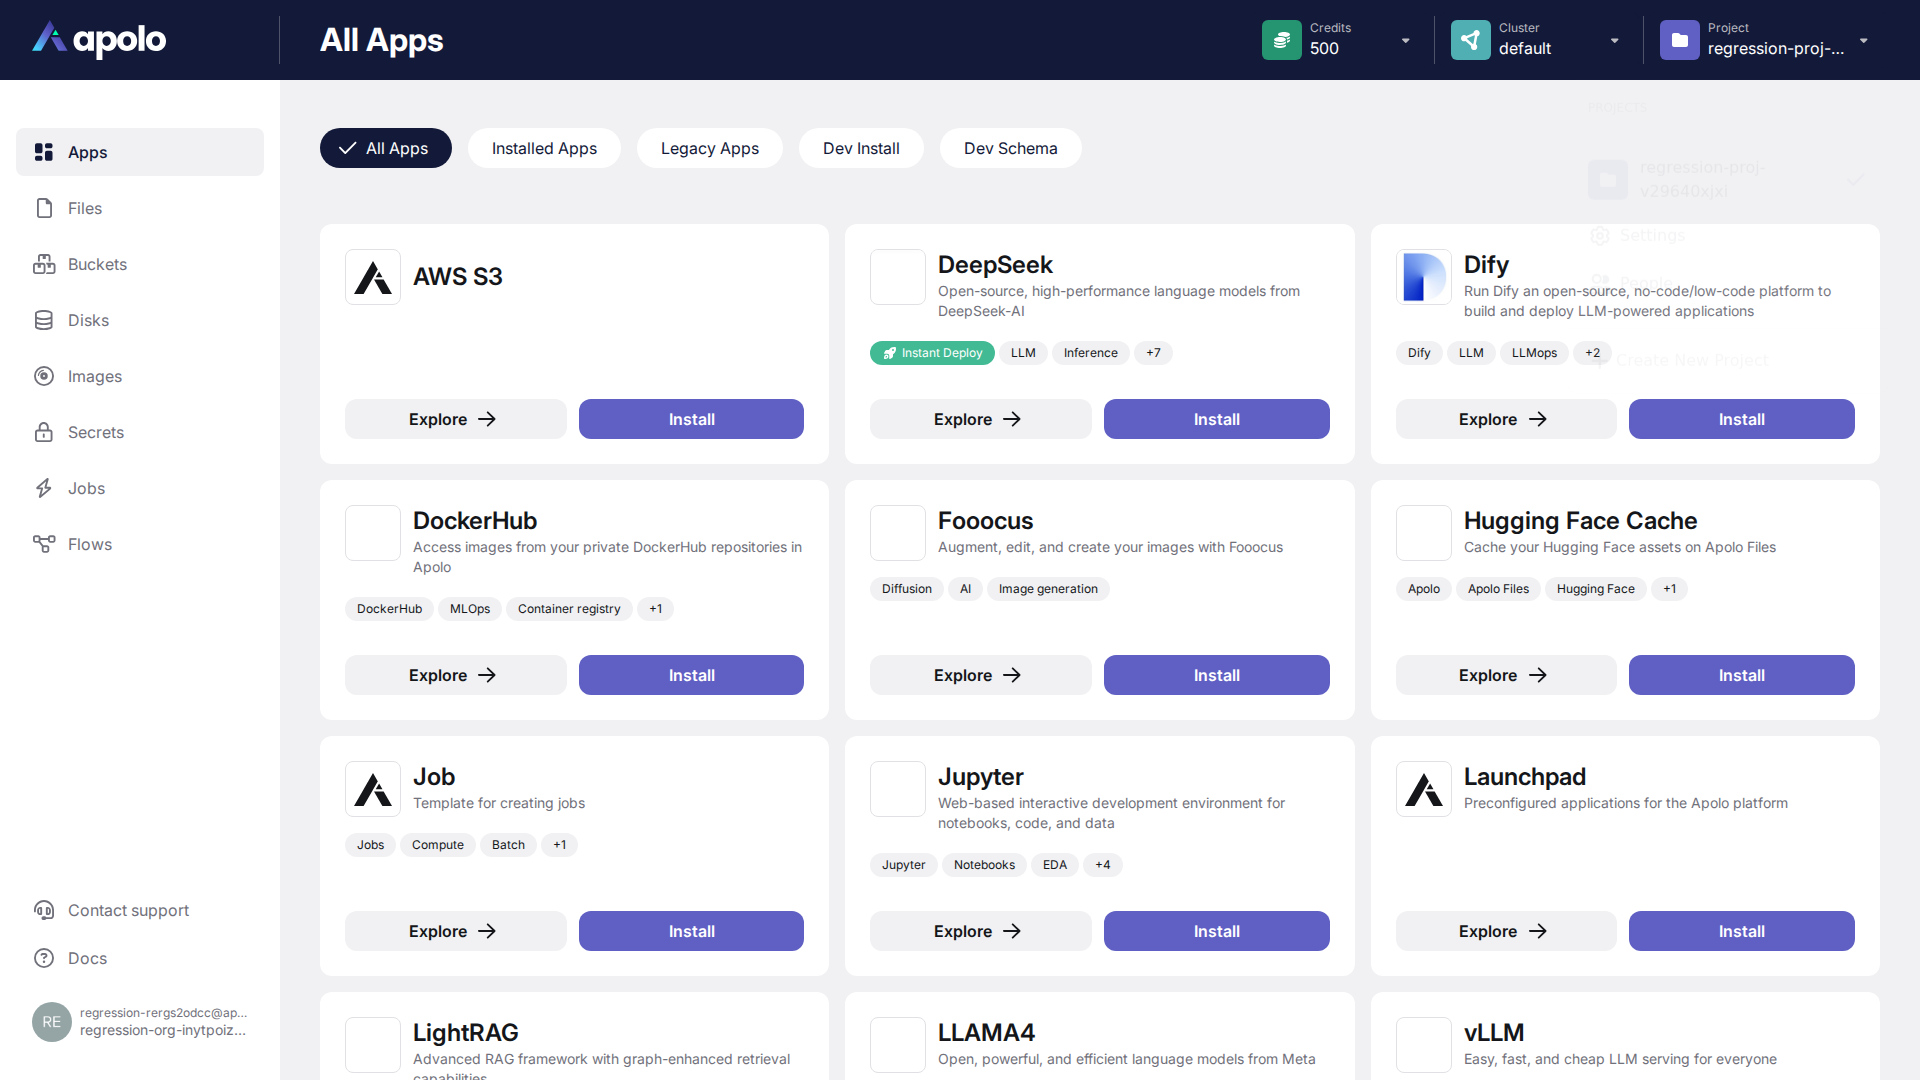 apolo
All Apps
Credits
500
Cluster
default
Project
regression-proj-...
Apps
Files
Buckets
Disks
Images
Secrets
Jobs
Flows
Contact support
Docs
RE
regression-rergs2odcc@ap...
regression-org-inytpoiz...
All Apps
Installed Apps
Legacy Apps
Dev Install
Dev Schema
PROJECTS
regression-proj-
v29640xjxl
Settings
People
Create New Project
AWS S3
Explore
Install
DeepSeek
Open-source, high-performance language models from
DeepSeek-AI
Instant Deploy
LLM
Inference
+7
Explore
Install
Dify
Run Dify an open-source, no-code/low-code platform to
build and deploy LLM-powered applications
Dify
LLM
LLMops
+2
Explore
Install
DockerHub
Access images from your private DockerHub repositories in
Apolo
DockerHub
MLOps
Container registry
+1
Explore
Install
Fooocus
Augment, edit, and create your images with Fooocus
Diffusion
AI
Image generation
Explore
Install
Hugging Face Cache
Cache your Hugging Face assets on Apolo Files
Apolo
Apolo Files
Hugging Face
+1
Explore
Install
Job
Template for creating jobs
Jobs
Compute
Batch
+1
Explore
Install
Jupyter
Web-based interactive development environment for
notebooks, code, and data
Jupyter
Notebooks
EDA
+4
Explore
Install
Launchpad
Preconfigured applications for the Apolo platform
Explore
Install
LightRAG
Advanced RAG framework with graph-enhanced retrieval
capabilities
LLAMA4
Open, powerful, and efficient language models from Meta
vLLM
Easy, fast, and cheap LLM serving for everyone